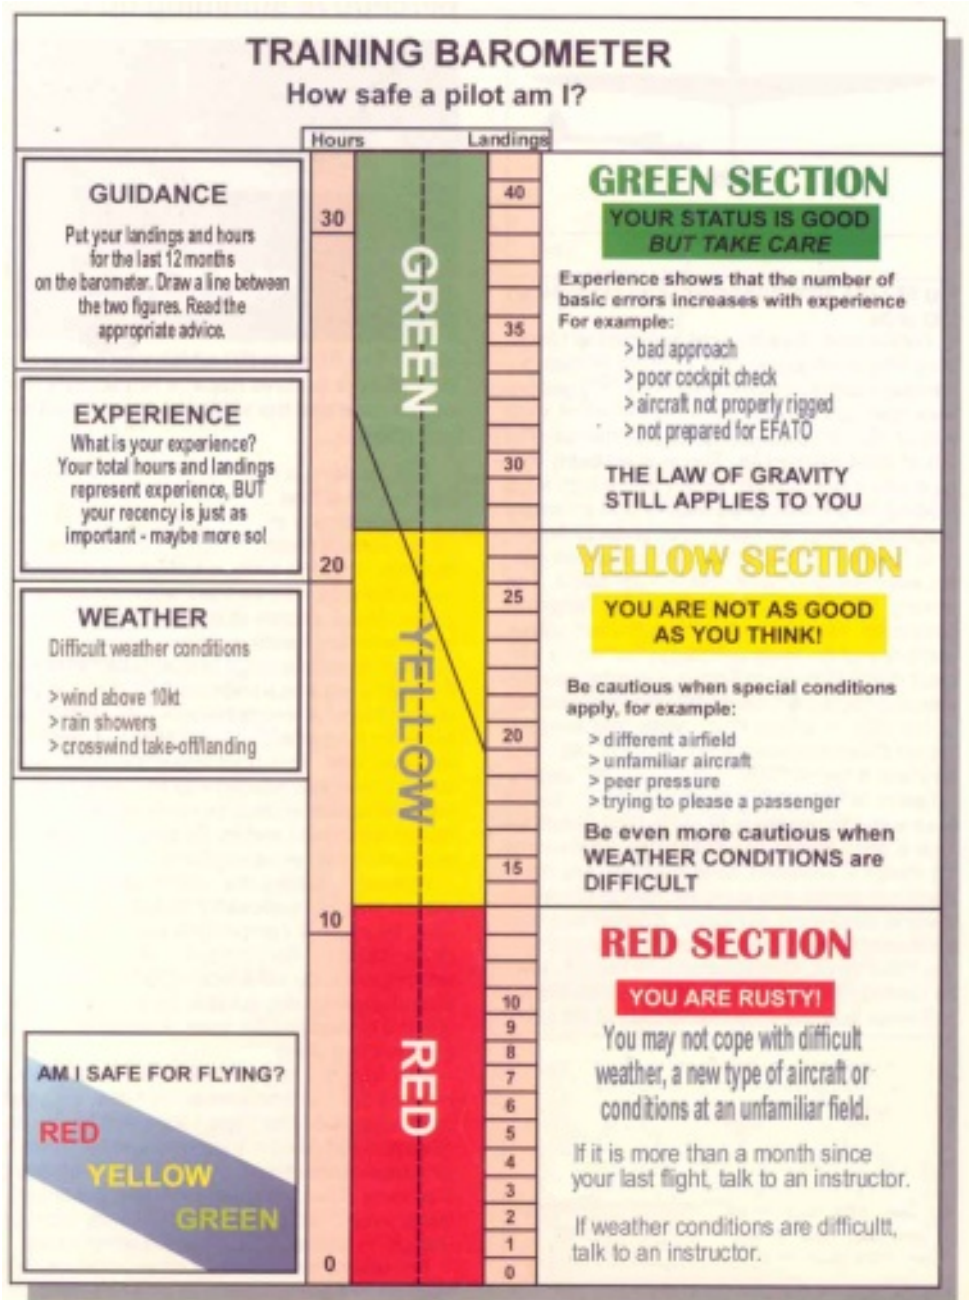 TRAINING BAROMETER
How safe a pilot am I?
Hours
Landings
GUIDANCE
Put your landings and hours
for the last 12 months
on the barometer. Draw a line between
the two figures. Read the
appropriate advice.
EXPERIENCE
What is your experience?
Your total hours and landings
represent experience, BUT
your recency is just as
important - maybe more so!
WEATHER
Difficult weather conditions
> wind above 10kt
> rain showers
> crosswind take-off/landing
AM I SAFE FOR FLYING?
RED
YELLOW
GREEN
30
20
10
0
GREEN
YELLOW
RED
40
35
30
25
20
15
10
9
8
7
6
5
4
3
2
1
0
GREEN SECTION
YOUR STATUS IS GOOD
BUT TAKE CARE
Experience shows that the number of
basic errors increases with experience
For example:
> bad approach
> poor cockpit check
> aircraft not properly rigged
> not prepared for EFATO
THE LAW OF GRAVITY
STILL APPLIES TO YOU
YELLOW SECTION
YOU ARE NOT AS GOOD
AS YOU THINK!
Be cautious when special conditions
apply, for example:
> different airfield
> unfamiliar aircraft
> peer pressure
> trying to please a passenger
Be even more cautious when
WEATHER CONDITIONS are
DIFFICULT
RED SECTION
YOU ARE RUSTY!
You may not cope with difficult
weather, a new type of aircraft or
conditions at an unfamiliar field.
If it is more than a month since
your last flight, talk to an instructor.
If weather conditions are difficultt,
talk to an instructor.